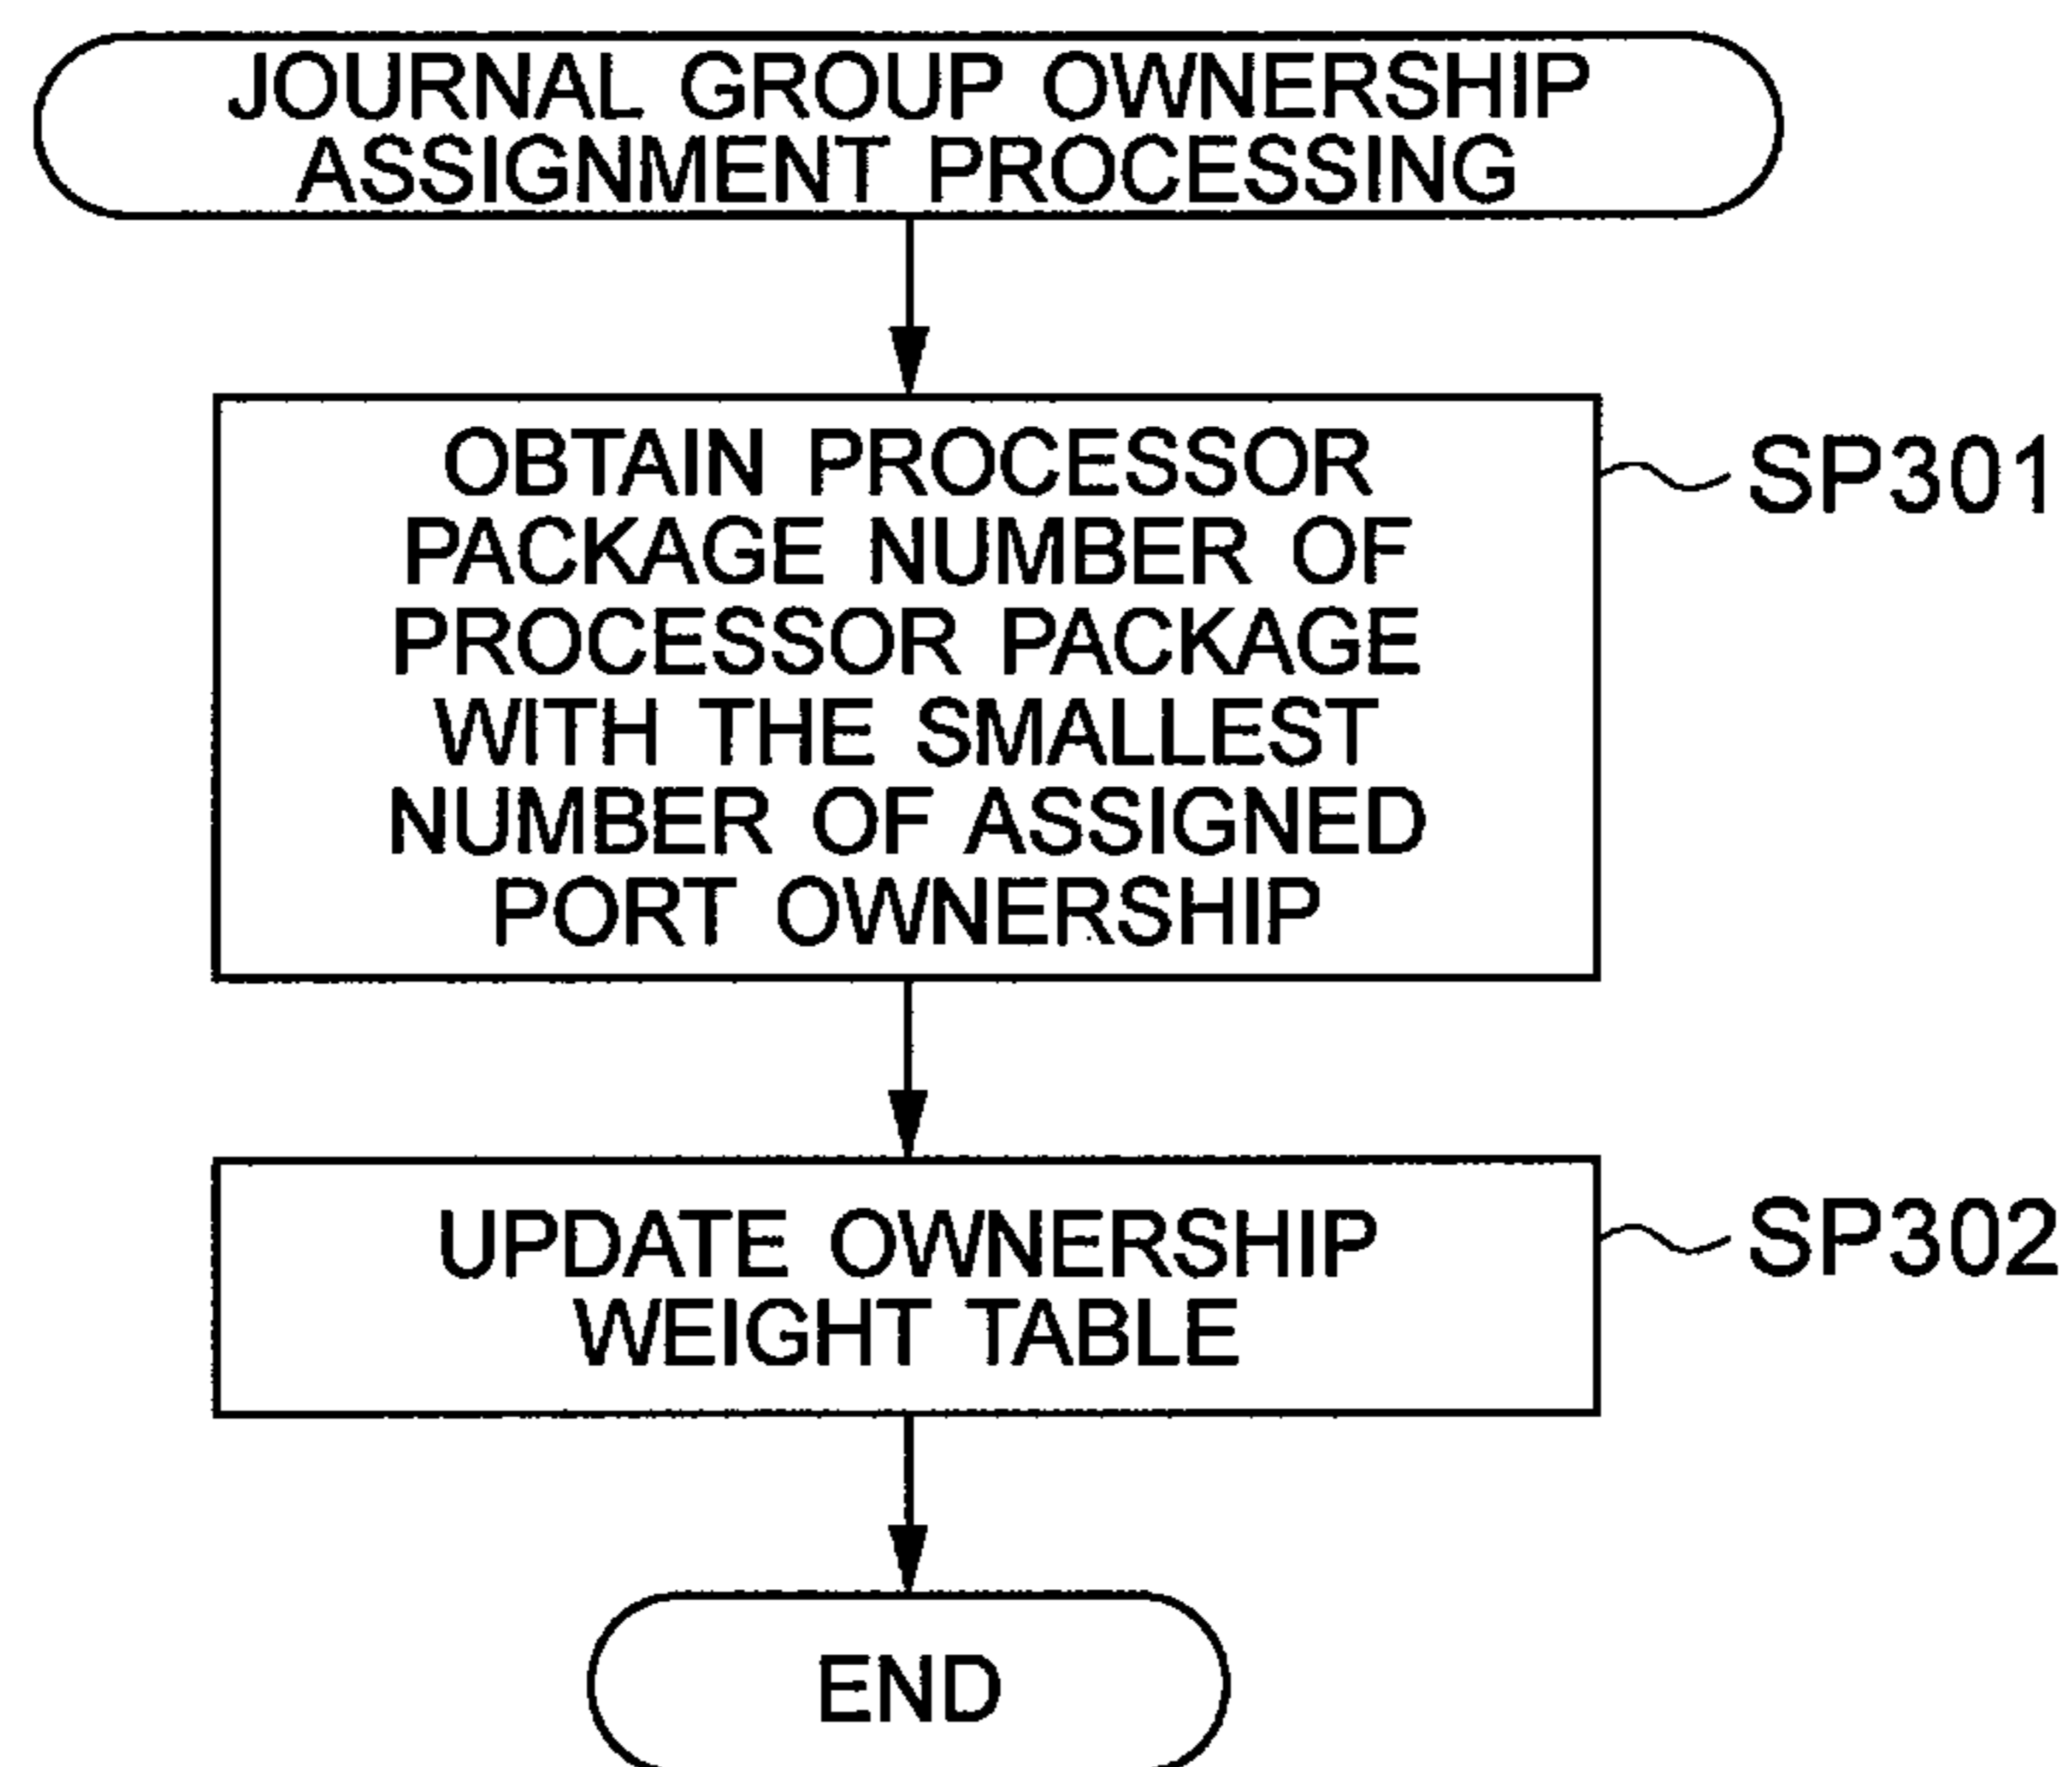 JOURNAL GROUP OWNERSHIP
ASSIGNMENT PROCESSING
OBTAIN PROCESSOR
PACKAGE NUMBER OF
PROCESSOR PACKAGE
WITH THE SMALLEST
NUMBER OF ASSIGNED
PORT OWNERSHIP
SP301
UPDATE OWNERSHIP
WEIGHT TABLE
SP302
END